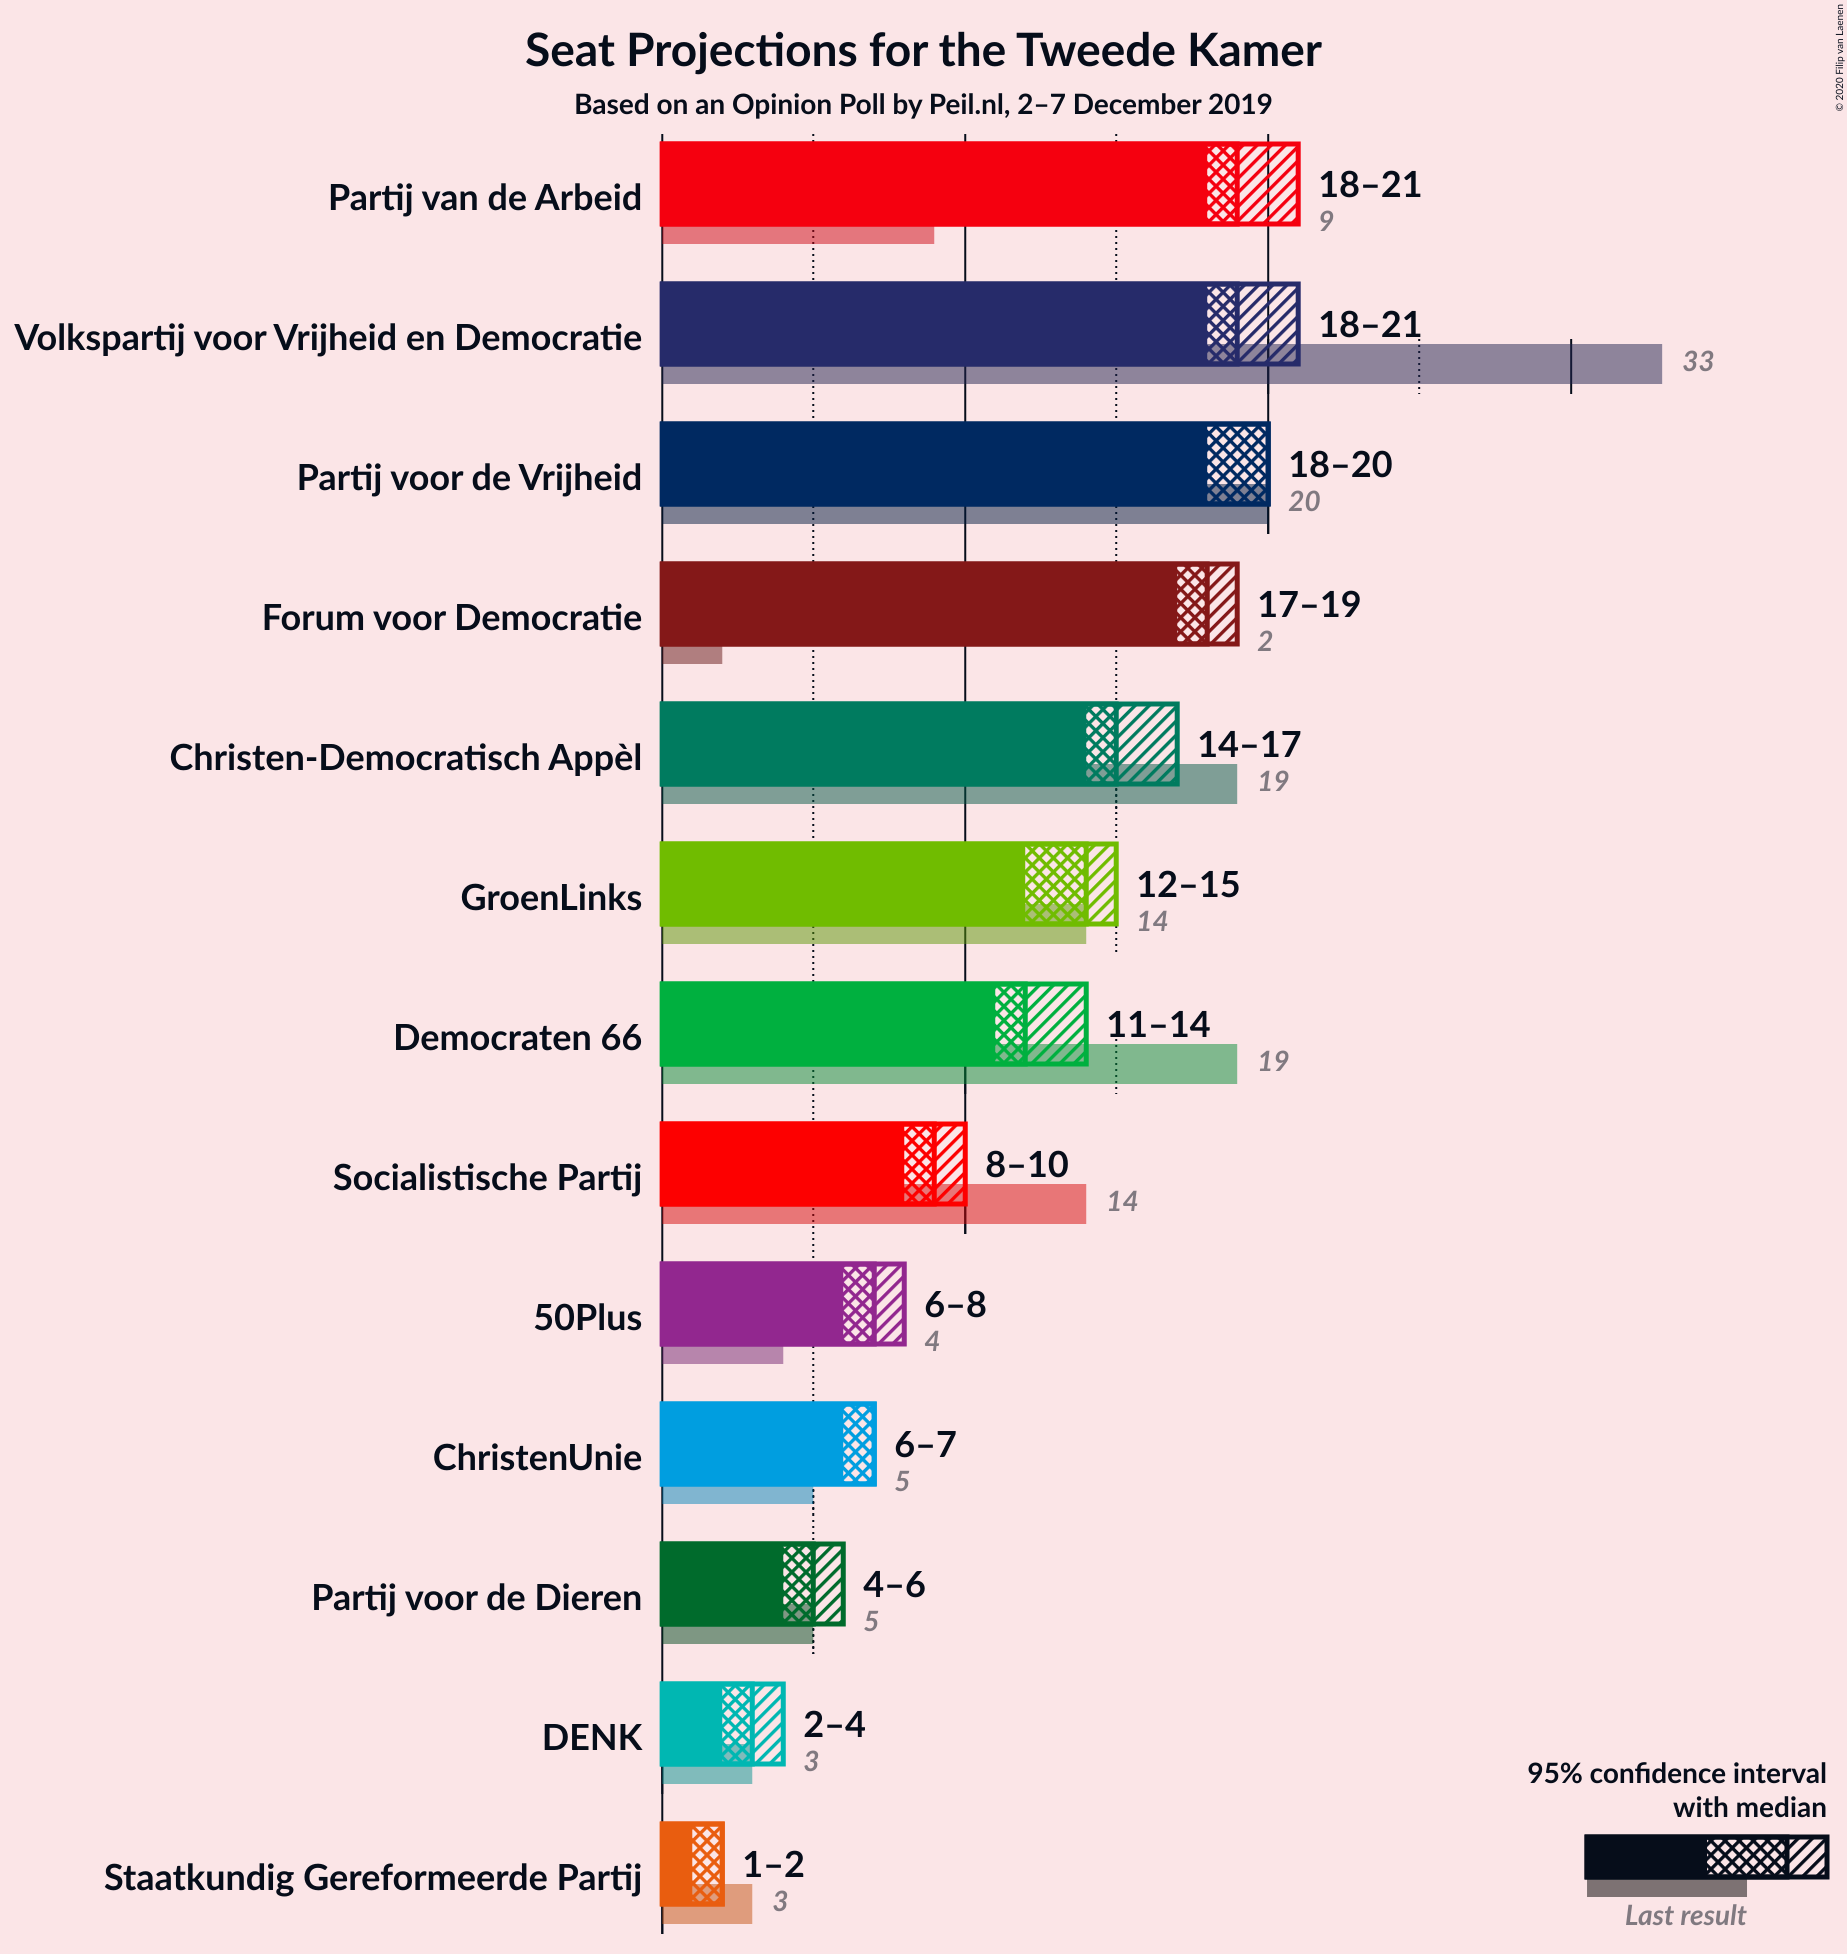 Seat Projections for the Tweede Kamer
Based on an Opinion Poll by Peil.nl, 2–7 December 2019
© 2020 Filip van Laenen
Partij van de Arbeid
18–21
9
Volkspartij voor Vrijheid en Democratie
18–21
33
Partij voor de Vrijheid
18–20
20
Forum voor Democratie
17–19
2
Christen-Democratisch Appèl
14–17
19
GroenLinks
12–15
14
Democraten 66
11–14
19
Socialistische Partij
8–10
14
50Plus
6–8
4
ChristenUnie
6–7
5
Partij voor de Dieren
4–6
5
DENK
2–4
3
Staatkundig Gereformeerde Partij
1–2
3
95% confidence interval
with median
Last result